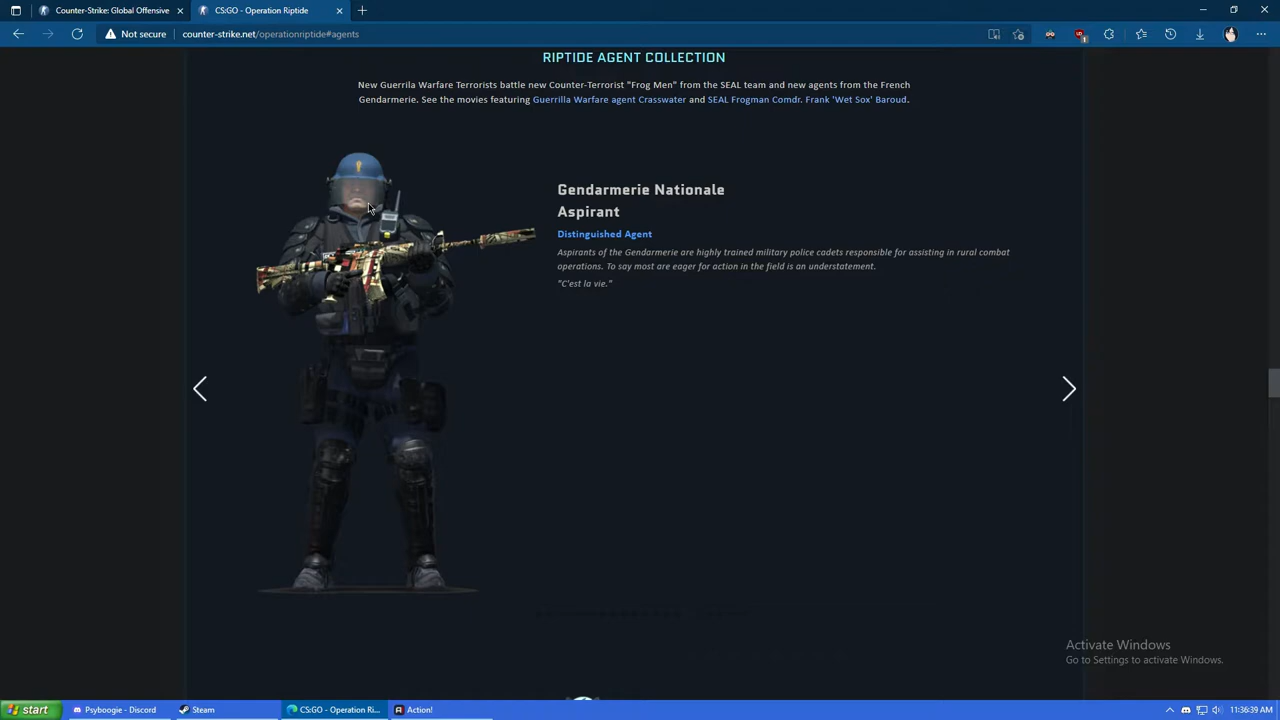 Counter-Strike: Global Offensive
CS:GO - Operation Riptide
Not secure
counter-strike.net/operationriptide#agents
1
RIPTIDE AGENT COLLECTION
New Guerrila Warfare Terrorists battle new Counter-Terrorist "Frog Men" from the SEAL team and new agents from the French
Gendarmerie. See the movies featuring Guerrilla Warfare agent Crasswater and SEAL Frogman Comdr. Frank 'Wet Sox' Baroud.
Gendarmerie Nationale
Aspirant
Distinguished Agent
Aspirants of the Gendarmerie are highly trained military police cadets responsible for assisting in rural combat
operations. To say most are eager for action in the field is an understatement.
"C'est la vie."
Activate Windows
Go to Settings to activate Windows.
start
Psyboogie - Discord
Steam
CS:GO - Operation Ri...
Action!
11:36:39 AM